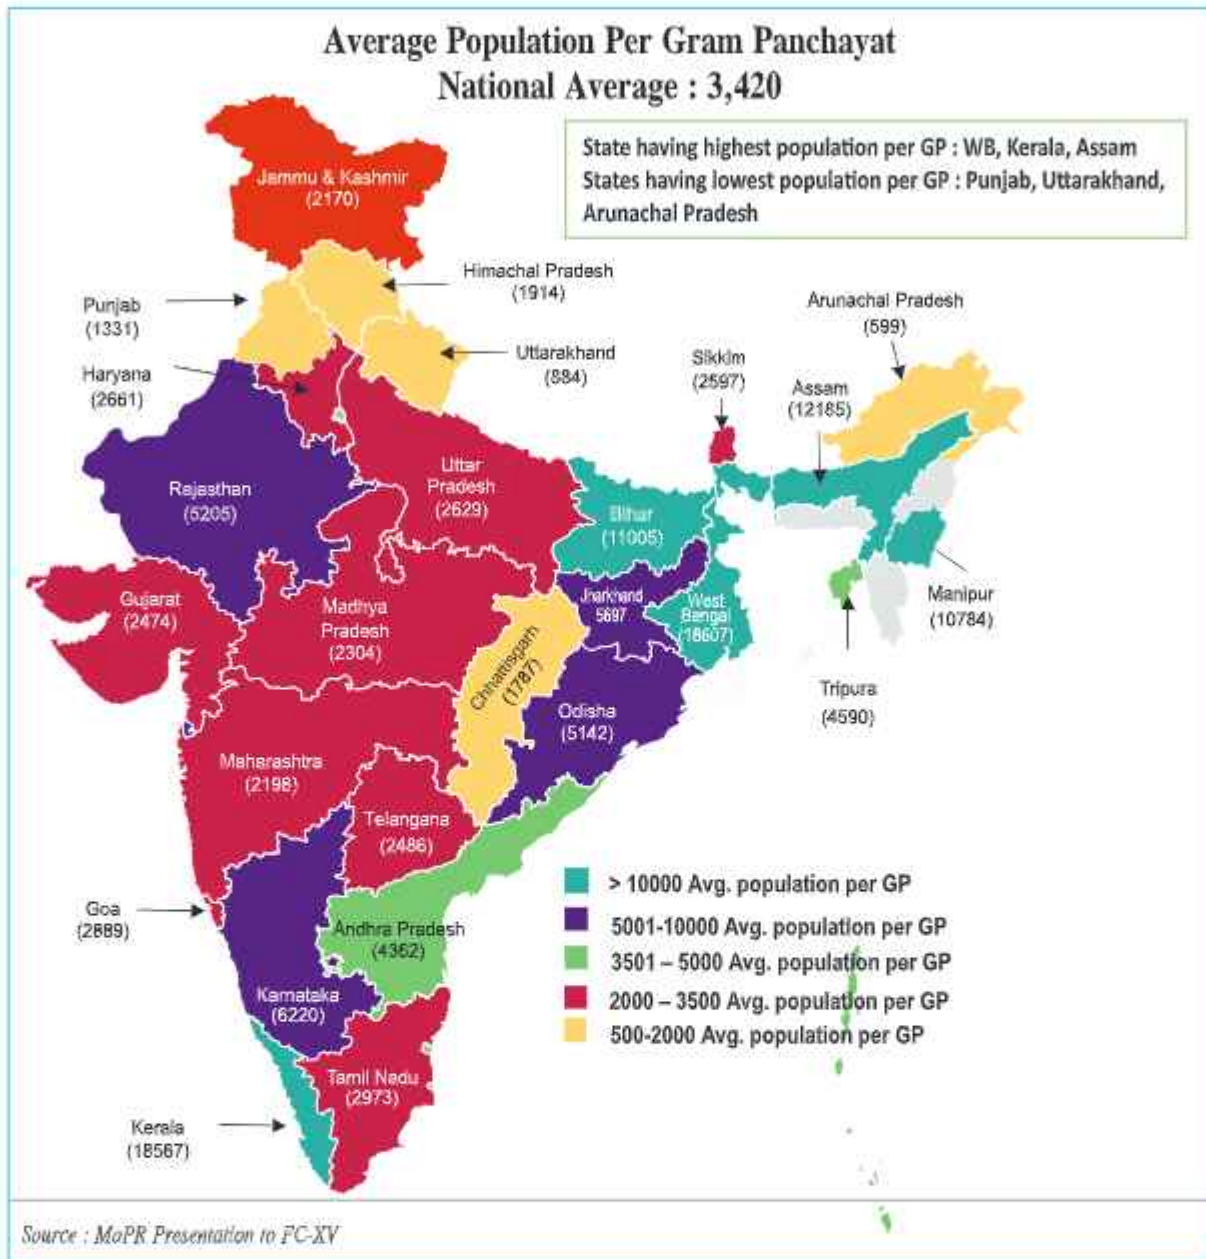 Average Population Per Gram Panchayat
National Average : 3,420
State having highest population per GP : WB, Kerala, Assam
States having lowest population per GP : Punjab, Uttarakhand,
Arunachal Pradesh
Jammu & Kashmir
(2170)
Himachal Pradesh
(1914)
Punjab
(1331)
Uttarakhand
(884)
Haryana
(2661)
Arunachal Pradesh
(599)
Sikkim
(2597)
Assam
(12185)
Rajasthan
(5205)
Uttar
Pradesh
(2629)
Bihar
(11005)
Gujarat
(2474)
Madhya
Pradesh
(2304)
Jharkhand
5697
West
Bengal
(18607)
Manipur
(10784)
Chhattisgarh
(1787)
Tripura
(4590)
Odisha
(5142)
Maharashtra
(2198)
Telangana
(2486)
> 10000 Avg. population per GP
5001-10000 Avg. population per GP
3501 – 5000 Avg. population per GP
2000 – 3500 Avg. population per GP
500-2000 Avg. population per GP
Goa
(2889)
Andhra Pradesh
(4362)
Karnataka
(6220)
Tamil Nadu
(2973)
Kerala
(18567)
Source : MoPR Presentation to FC-XV